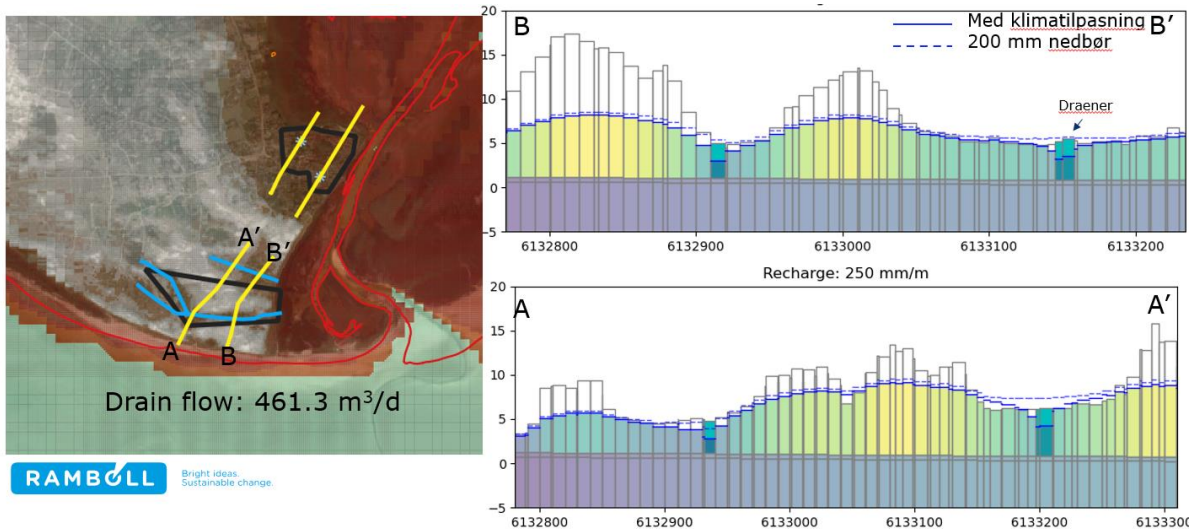 A'
B'
A
B
Drain flow: 461.3 m³/d
RAMBOLL
Bright ideas.
Sustainable change.
B
B'
Med klimatilpasning
200 mm nedbør
Draener
20
15
10
5
0
−5
6132800
6132900
6133000
6133100
6133200
Recharge: 250 mm/m
A
A'
20
15
10
5
0
−5
6132800
6132900
6133000
6133100
6133200
6133300